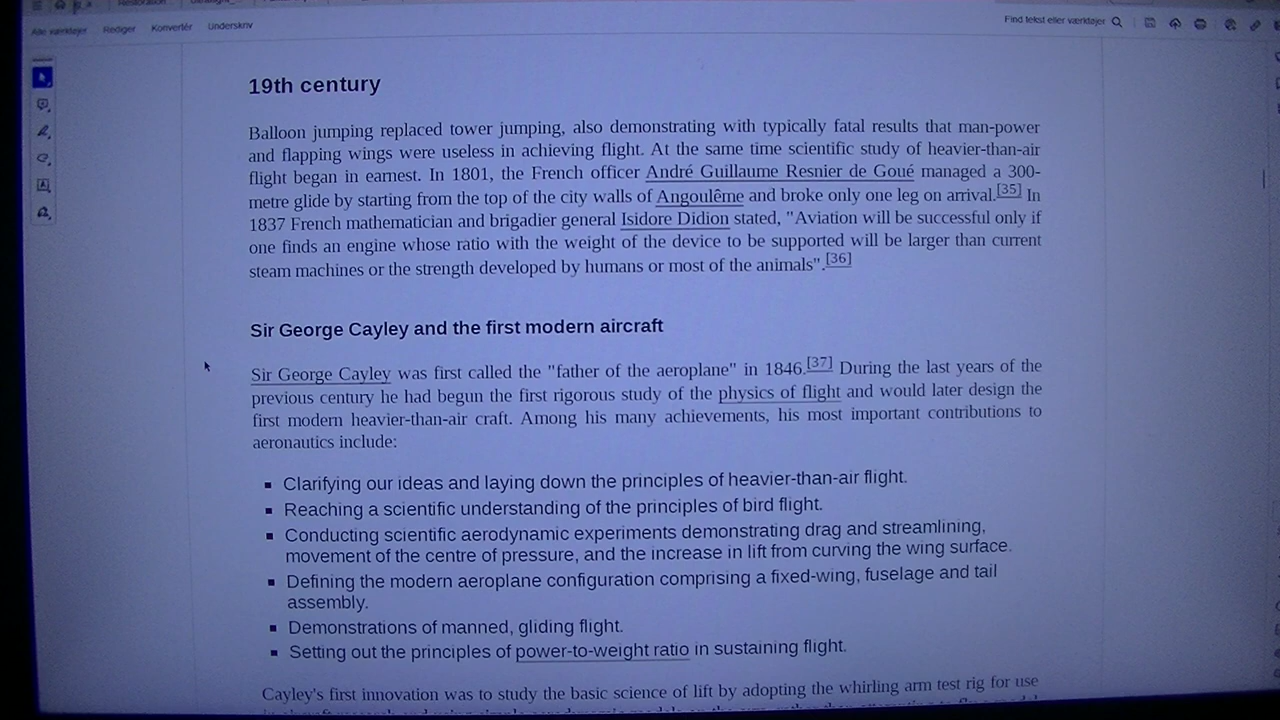 Alle værktøjer Rediger Konvertér Underskriv
Find tekst eller værktøjer
19th century
Balloon jumping replaced tower jumping, also demonstrating with typically fatal results that man-power
and flapping wings were useless in achieving flight. At the same time scientific study of heavier-than-air
flight began in earnest. In 1801, the French officer André Guillaume Resnier de Goué managed a 300-
metre glide by starting from the top of the city walls of Angoulême and broke only one leg on arrival.[35] In
1837 French mathematician and brigadier general Isidore Didion stated, "Aviation will be successful only if
one finds an engine whose ratio with the weight of the device to be supported will be larger than current
steam machines or the strength developed by humans or most of the animals".[36]
Sir George Cayley and the first modern aircraft
Sir George Cayley was first called the "father of the aeroplane" in 1846.[37] During the last years of the
previous century he had begun the first rigorous study of the physics of flight and would later design the
first modern heavier-than-air craft. Among his many achievements, his most important contributions to
aeronautics include:
▪ Clarifying our ideas and laying down the principles of heavier-than-air flight.
▪ Reaching a scientific understanding of the principles of bird flight.
▪ Conducting scientific aerodynamic experiments demonstrating drag and streamlining,
movement of the centre of pressure, and the increase in lift from curving the wing surface.
▪ Defining the modern aeroplane configuration comprising a fixed-wing, fuselage and tail
assembly.
▪ Demonstrations of manned, gliding flight.
▪ Setting out the principles of power-to-weight ratio in sustaining flight.
Cayley's first innovation was to study the basic science of lift by adopting the whirling arm test rig for use